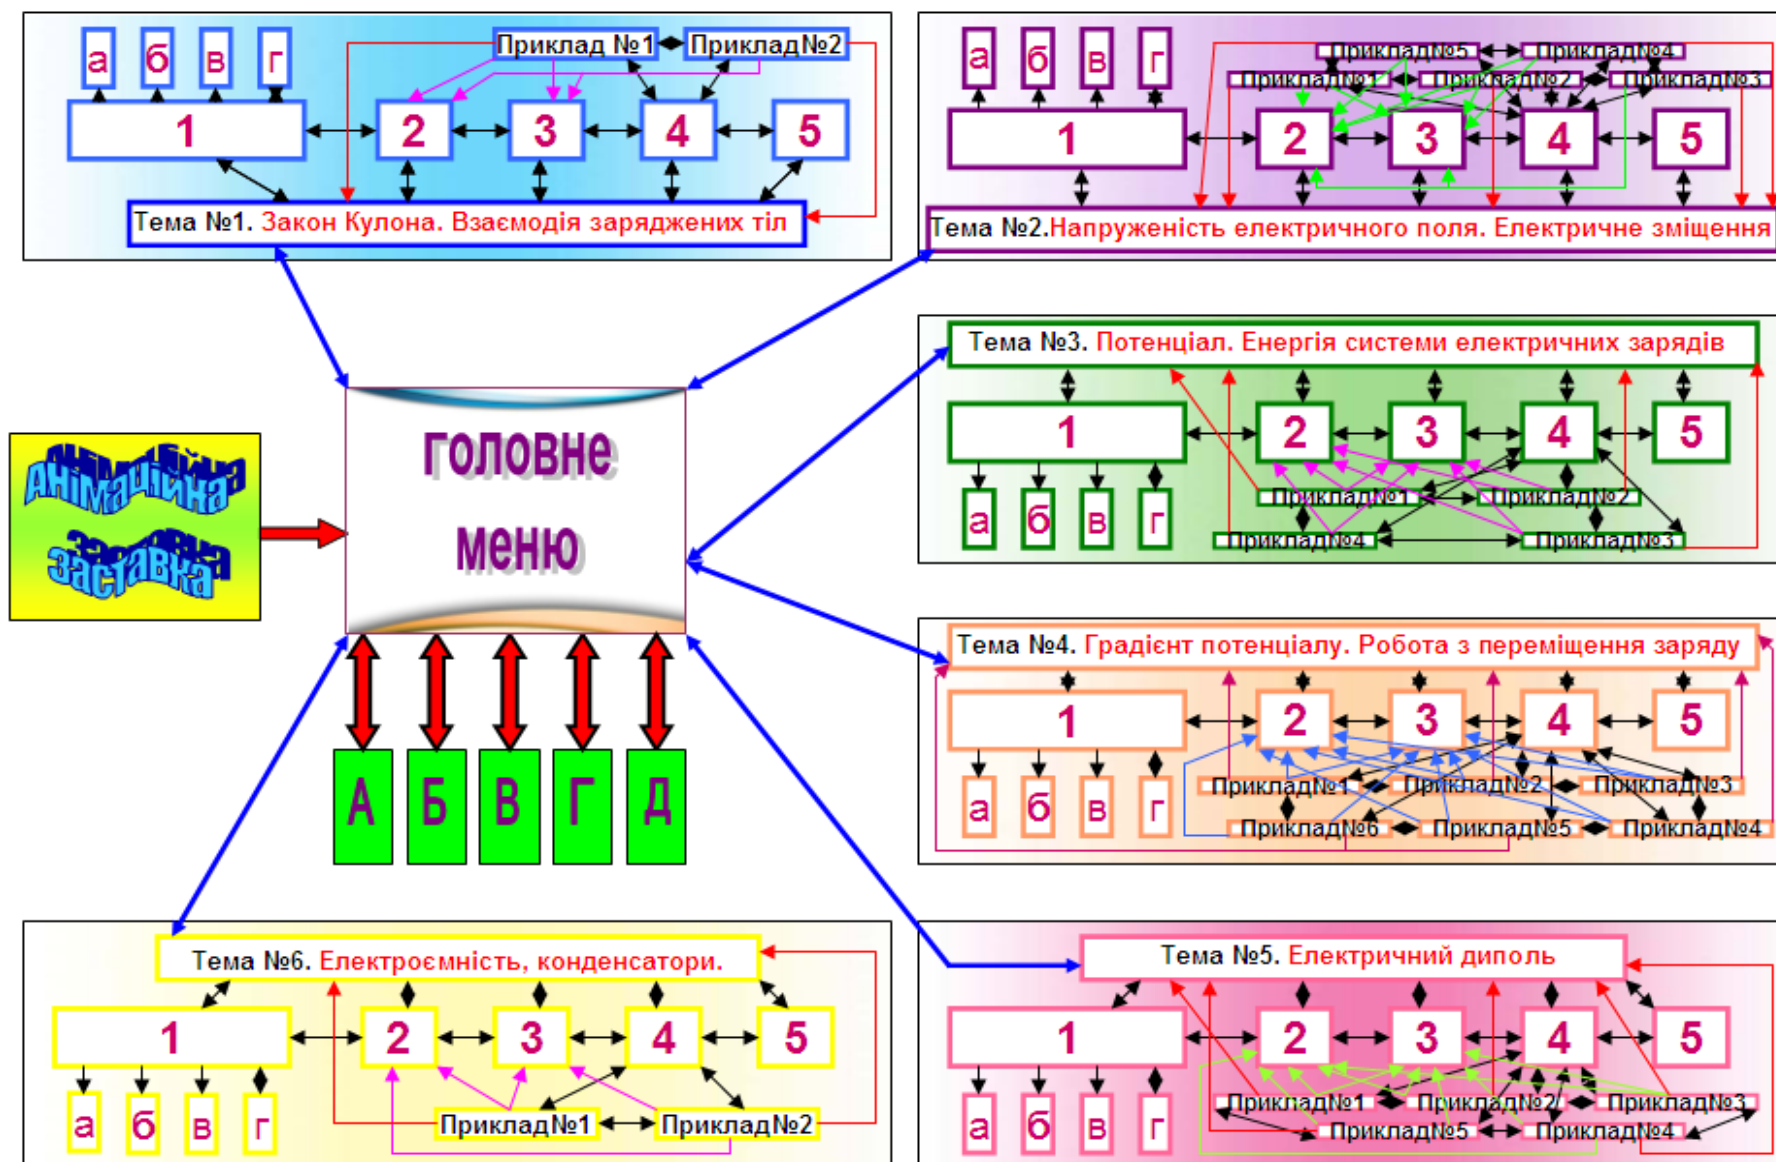 а б в г
Приклад №1 Приклад№2
1 2 3 4 5
Тема №1. Закон Кулона. Взаємодія заряджених тіл
а б в г
Приклад№5 Приклад№4
Приклад№1 Приклад№2 Приклад№3
1 2 3 4 5
Тема №2.Напруженість електричного поля. Електричне зміщення
Тема №3. Потенціал. Енергія системи електричних зарядів
1 2 3 4 5
а б в г
Приклад№1 Приклад№2
Приклад№4 Приклад№3
Анімаційна
заставка
головне
меню
А Б В Г Д
Тема №4. Градієнт потенціалу. Робота з переміщення заряду
1 2 3 4 5
а б в г
Приклад№1 Приклад№2 Приклад№3
Приклад№6 Приклад№5 Приклад№4
Тема №6. Електроємність, конденсатори.
1 2 3 4 5
а б в г
Приклад№1 Приклад№2
Тема №5. Електричний диполь
1 2 3 4 5
а б в г
Приклад№1 Приклад№2 Приклад№3
Приклад№5 Приклад№4